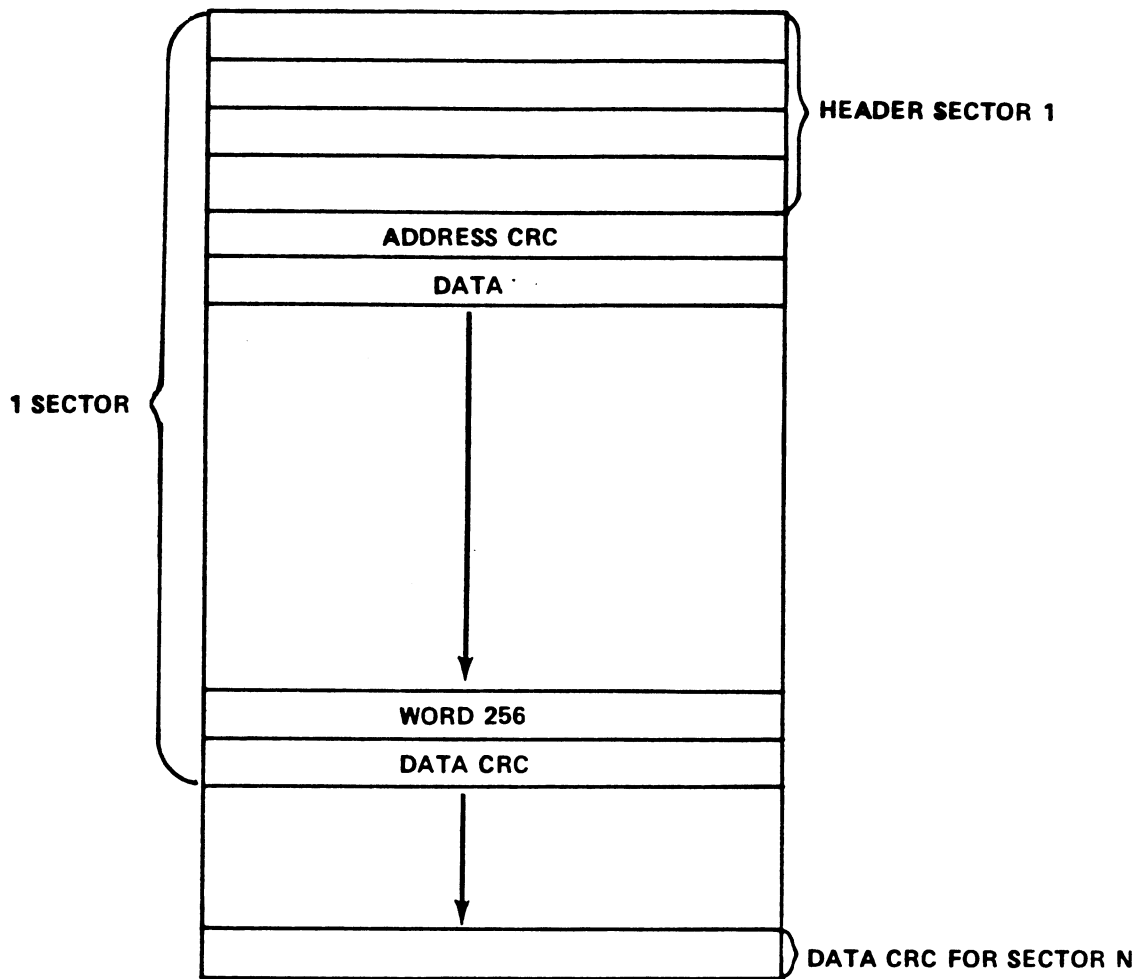 HEADER SECTOR 1
ADDRESS CRC
DATA
1 SECTOR
WORD 256
DATA CRC
DATA CRC FOR SECTOR N